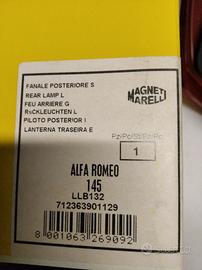 FANALE POSTERIORE S
REAR LAMP L
FEU ARRIERE G
RüCKLEUCHTEN L
PILOTO POSTERIOR I
LANTERNA TRASEIRA E
MAGNETI
MARELLI
Pz/Pc/St/Pz/Pc
1
ALFA ROMEO
145
LLB132
712363901129
8 001063 269092